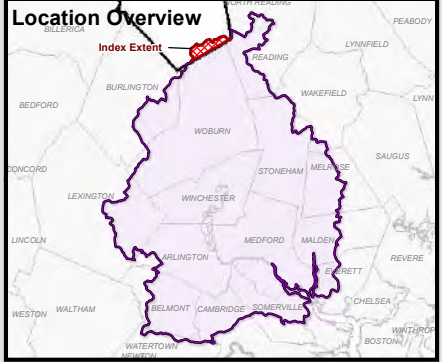 Location Overview
NORTH READING
PEABODY
BILLERICA
Index Extent
LYNNFIELD
READING
BURLINGTON
WAKEFIELD
LYNN
BEDFORD
WOBURN
SAUGUS
STONEHAM
MELROSE
CONCORD
LEXINGTON
WINCHESTER
LINCOLN
MEDFORD
MALDEN
ARLINGTON
REVERE
EVERETT
CHELSEA
WESTON
WALTHAM
BELMONT
CAMBRIDGE
SOMERVILLE
WINTHROP
BOSTON
WATERTOWN
NEWTON